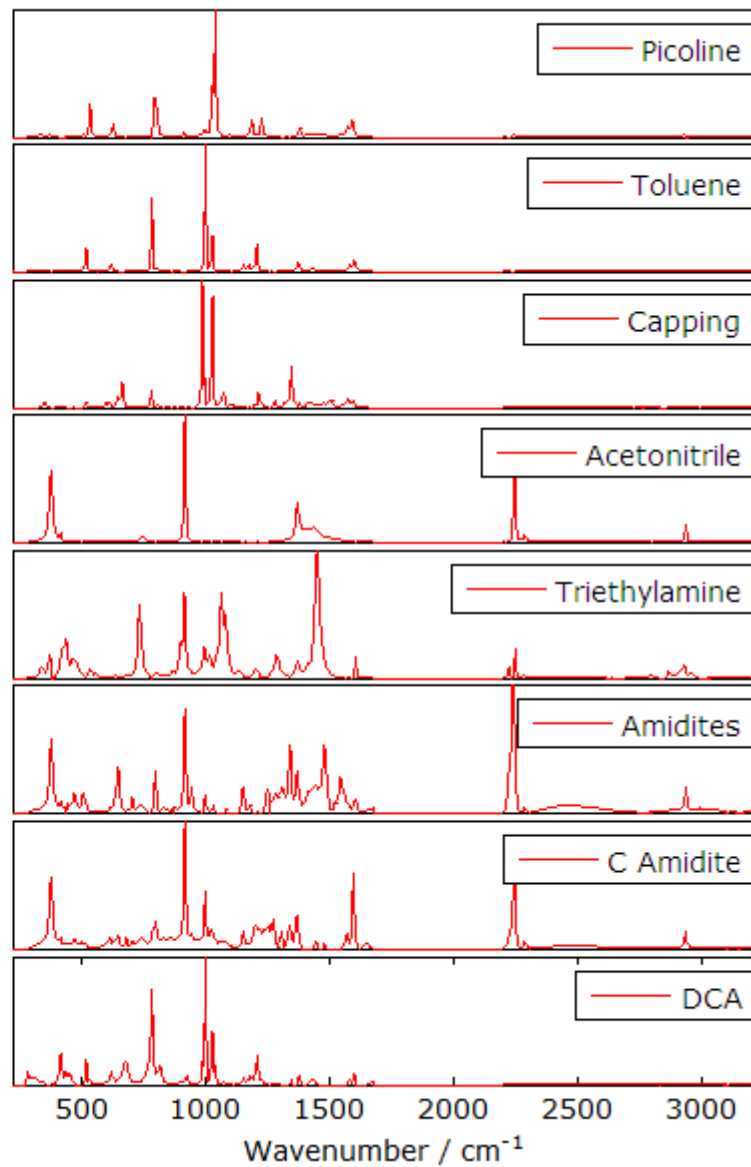 Picoline
Toluene
Capping
Acetonitrile
Triethylamine
Amidites
C Amidite
DCA
500 1000 1500 2000 2500 3000
Wavenumber / cm⁻¹